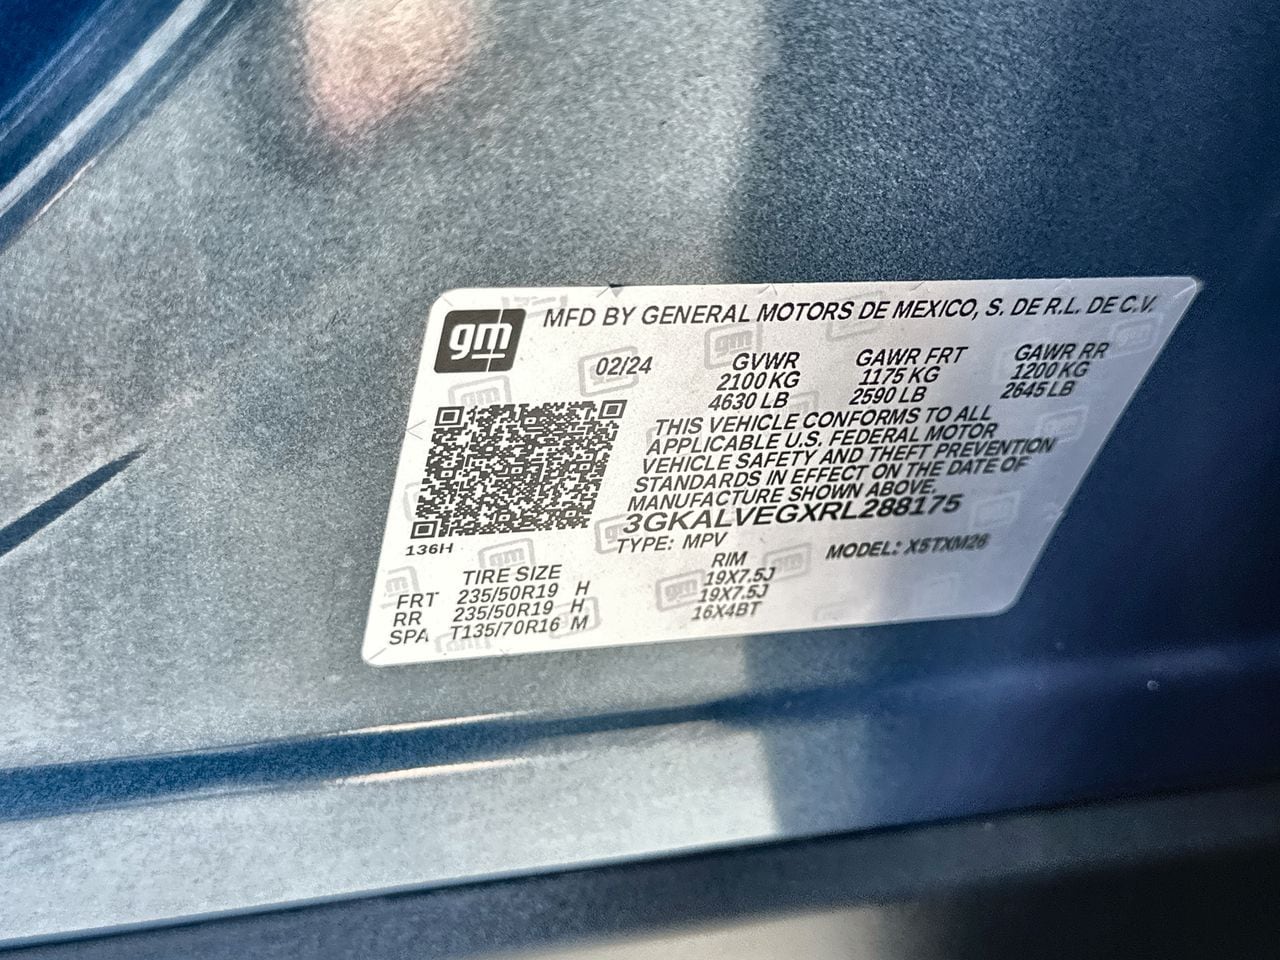 gm
MFD BY GENERAL MOTORS DE MEXICO, S. DE R.L. DE C.V.
02/24 GVWR GAWR FRT GAWR RR
2100 KG 1175 KG 1200 KG
4630 LB 2590 LB 2645 LB
THIS VEHICLE CONFORMS TO ALL
APPLICABLE U.S. FEDERAL MOTOR
VEHICLE SAFETY AND THEFT PREVENTION
STANDARDS IN EFFECT ON THE DATE OF
MANUFACTURE SHOWN ABOVE.
3GKALVEGXRL288175
136H TYPE: MPV MODEL: X5TXM26
TIRE SIZE RIM
FRT 235/50R19 H 19X7.5J
RR 235/50R19 H 19X7.5J
SPA T135/70R16 M 16X4BT